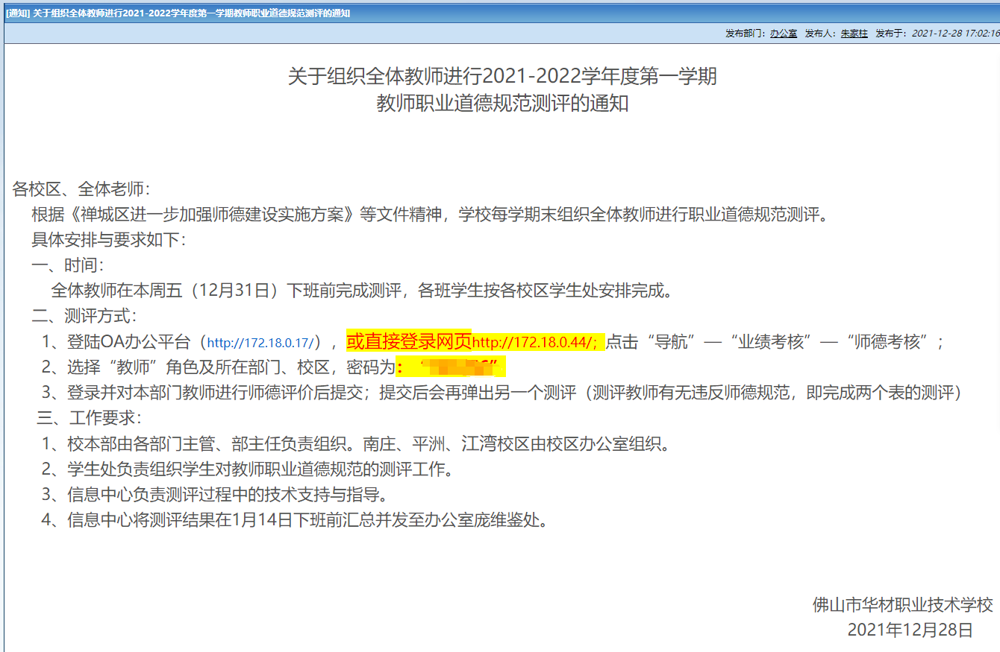 [通知] 关于组织全体教师进行2021-2022学年度第一学期教师职业道德规范测评的通知
发布部门：办公室 发布人：朱家柱 发布于：2021-12-28 17:02:16
关于组织全体教师进行2021-2022学年度第一学期
教师职业道德规范测评的通知
各校区、全体老师：
根据《禅城区进一步加强师德建设实施方案》等文件精神，学校每学期末组织全体教师进行职业道德规范测评。
具体安排与要求如下：
一、时间：
全体教师在本周五（12月31日）下班前完成测评，各班学生按各校区学生处安排完成。
二、测评方式：
1、登陆OA办公平台（http://172.18.0.17/），或直接登录网页http://172.18.0.44/；点击“导航”—“业绩考核”—“师德考核”；
2、选择“教师”角色及所在部门、校区，密码为：“”
3、登录并对本部门教师进行师德评价后提交；提交后会再弹出另一个测评（测评教师有无违反师德规范，即完成两个表的测评）
三、工作要求：
1、校本部由各部门主管、部主任负责组织。南庄、平洲、江湾校区由校区办公室组织。
2、学生处负责组织学生对教师职业道德规范的测评工作。
3、信息中心负责测评过程中的技术支持与指导。
4、信息中心将测评结果在1月14日下班前汇总并发至办公室庞维鉴处。
佛山市华材职业技术学校
2021年12月28日